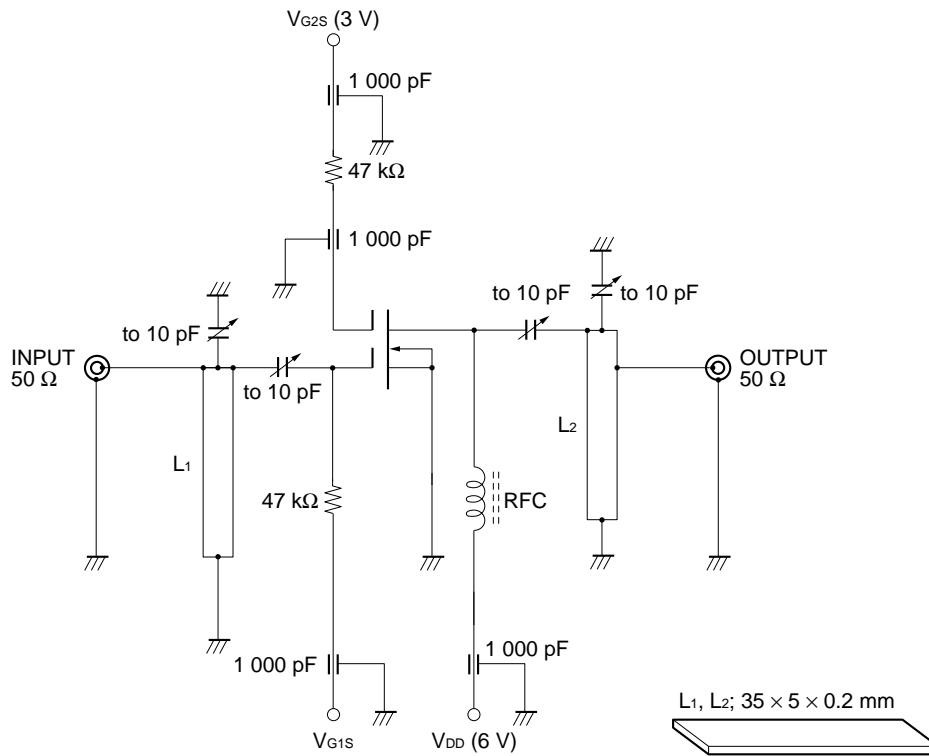 VG2S (3 V)
1 000 pF
47 kΩ
1 000 pF
to 10 pF
to 10 pF
to 10 pF
INPUT
50 Ω
OUTPUT
50 Ω
to 10 pF
L1
L2
47 kΩ
RFC
1 000 pF
1 000 pF
L1, L2; 35 × 5 × 0.2 mm
VG1S
VDD (6 V)